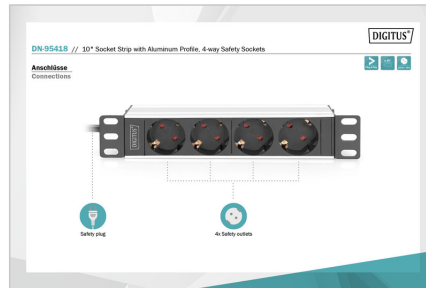 DIGITUS®
DN-95418 // 10" Socket Strip with Aluminum Profile, 4-way Safety Sockets
Anschlüsse
Connections
DIGITUS
Safety plug
4x Safety outlets